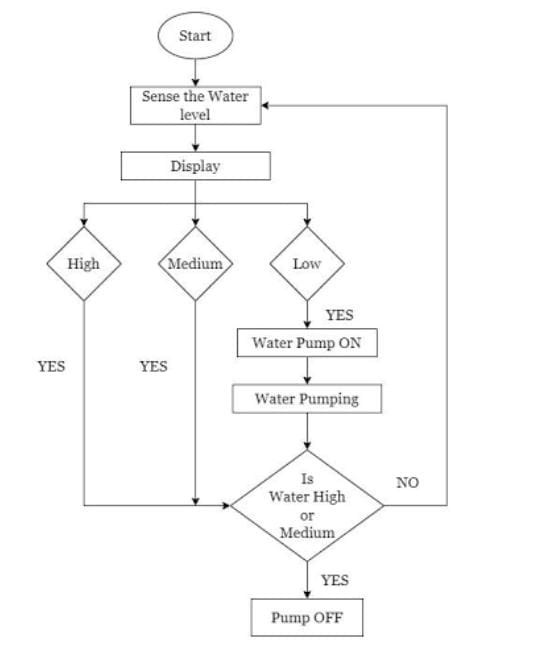 Start
Sense the Water
level
Display
High
Medium
Low
YES
Water Pump ON
YES
YES
Water Pumping
Is
Water High
or
Medium
NO
YES
Pump OFF